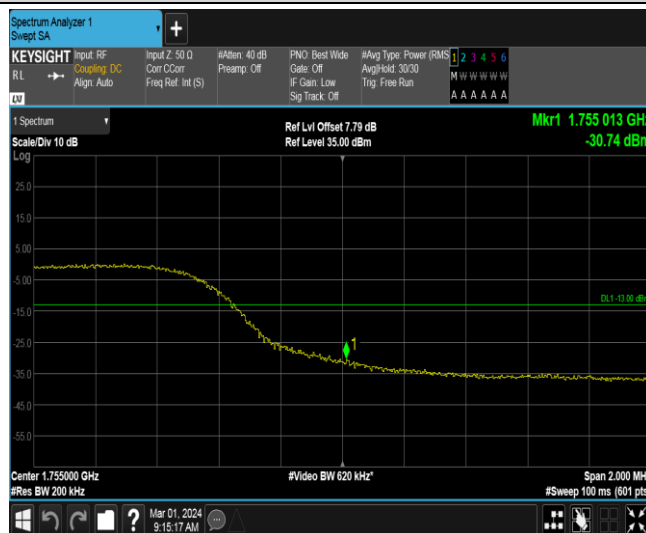 Spectrum Analyzer 1
Swept SA
KEYSIGHT Input: RF Input Z: 50 Ω #Atten: 40 dB PNO: Best Wide #Avg Type: Power (RMS 1 2 3 4 5 6
RL Coupling: DC Corr CCorr Preamp: Off Gate: Off Avg|Hold: 30/30 M W W W W W
Align: Auto Freq Ref: Int (S) IF Gain: Low Trig: Free Run
Sig Track: Off A A A A A A
LXI
1 Spectrum Ref Lvl Offset 7.79 dB Mkr1 1.755 013 GHz
Scale/Div 10 dB Ref Level 35.00 dBm -30.74 dBm
Log
25.0
15.0
5.00
-5.00
DL1 -13.00 dBm
-15.0
-25.0
1
-35.0
-45.0
-55.0
Center 1.755000 GHz #Video BW 620 kHz* Span 2.000 MH
#Res BW 200 kHz #Sweep 100 ms (601 pts
? Mar 01, 2024
9:15:17 AM